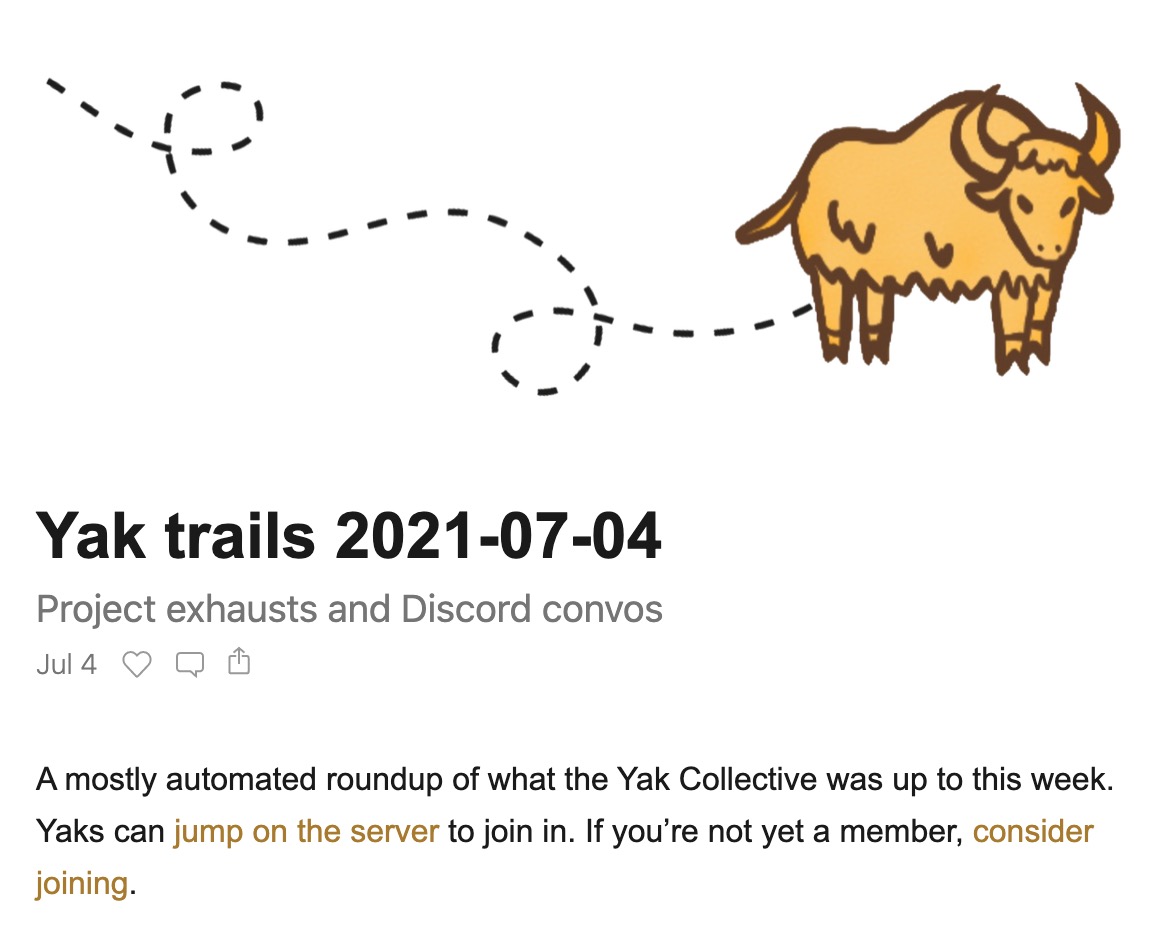 Yak trails 2021-07-04
Project exhausts and Discord convos
Jul 4
A mostly automated roundup of what the Yak Collective was up to this week.
Yaks can jump on the server to join in. If you’re not yet a member, consider
joining.